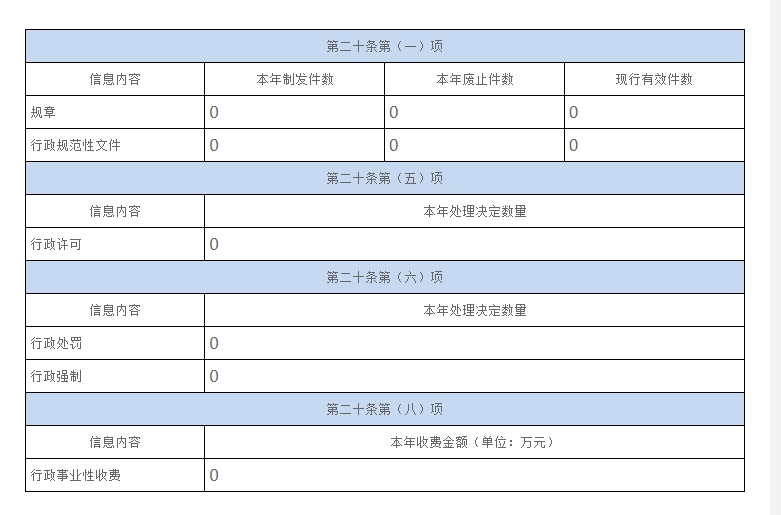 第二十条第（一）项
信息内容 本年制发件数 本年废止件数 现行有效件数
规章 0 0 0
行政规范性文件 0 0 0
第二十条第（五）项
信息内容 本年处理决定数量
行政许可 0
第二十条第（六）项
信息内容 本年处理决定数量
行政处罚 0
行政强制 0
第二十条第（八）项
信息内容 本年收费金额（单位：万元）
行政事业性收费 0